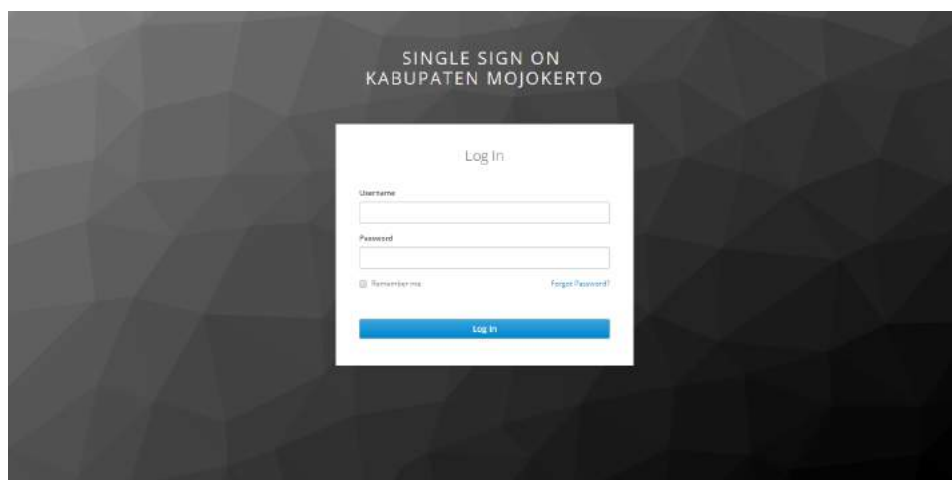 SINGLE SIGN ON
KABUPATEN MOJOKERTO
Log In
Username
Password
Remember me
Forgot Password?
Log In